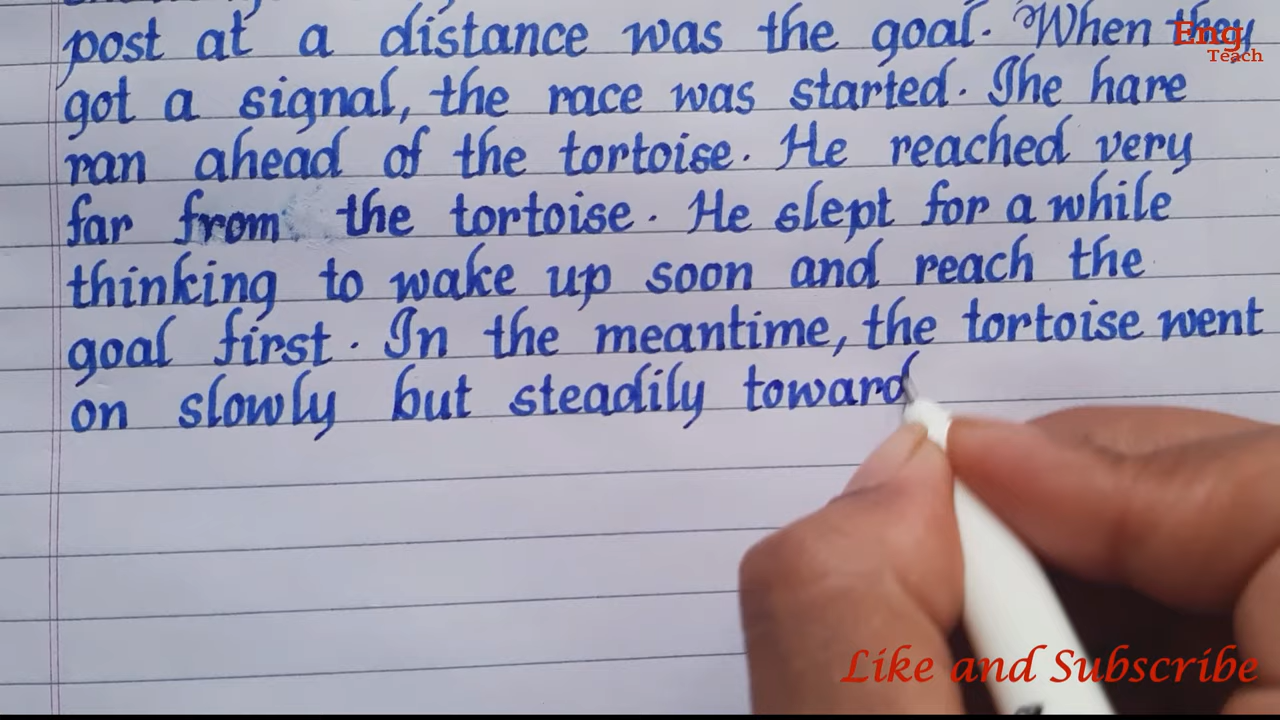 post at a distance was the goal. When they
Eng
Teach
got a signal, the race was started. The hare
ran ahead of the tortoise. He reached very
far from the tortoise. He slept for a while
thinking to wake up soon and reach the
goal first. In the meantime, the tortoise went
on slowly but steadily toward
Like and Subscribe